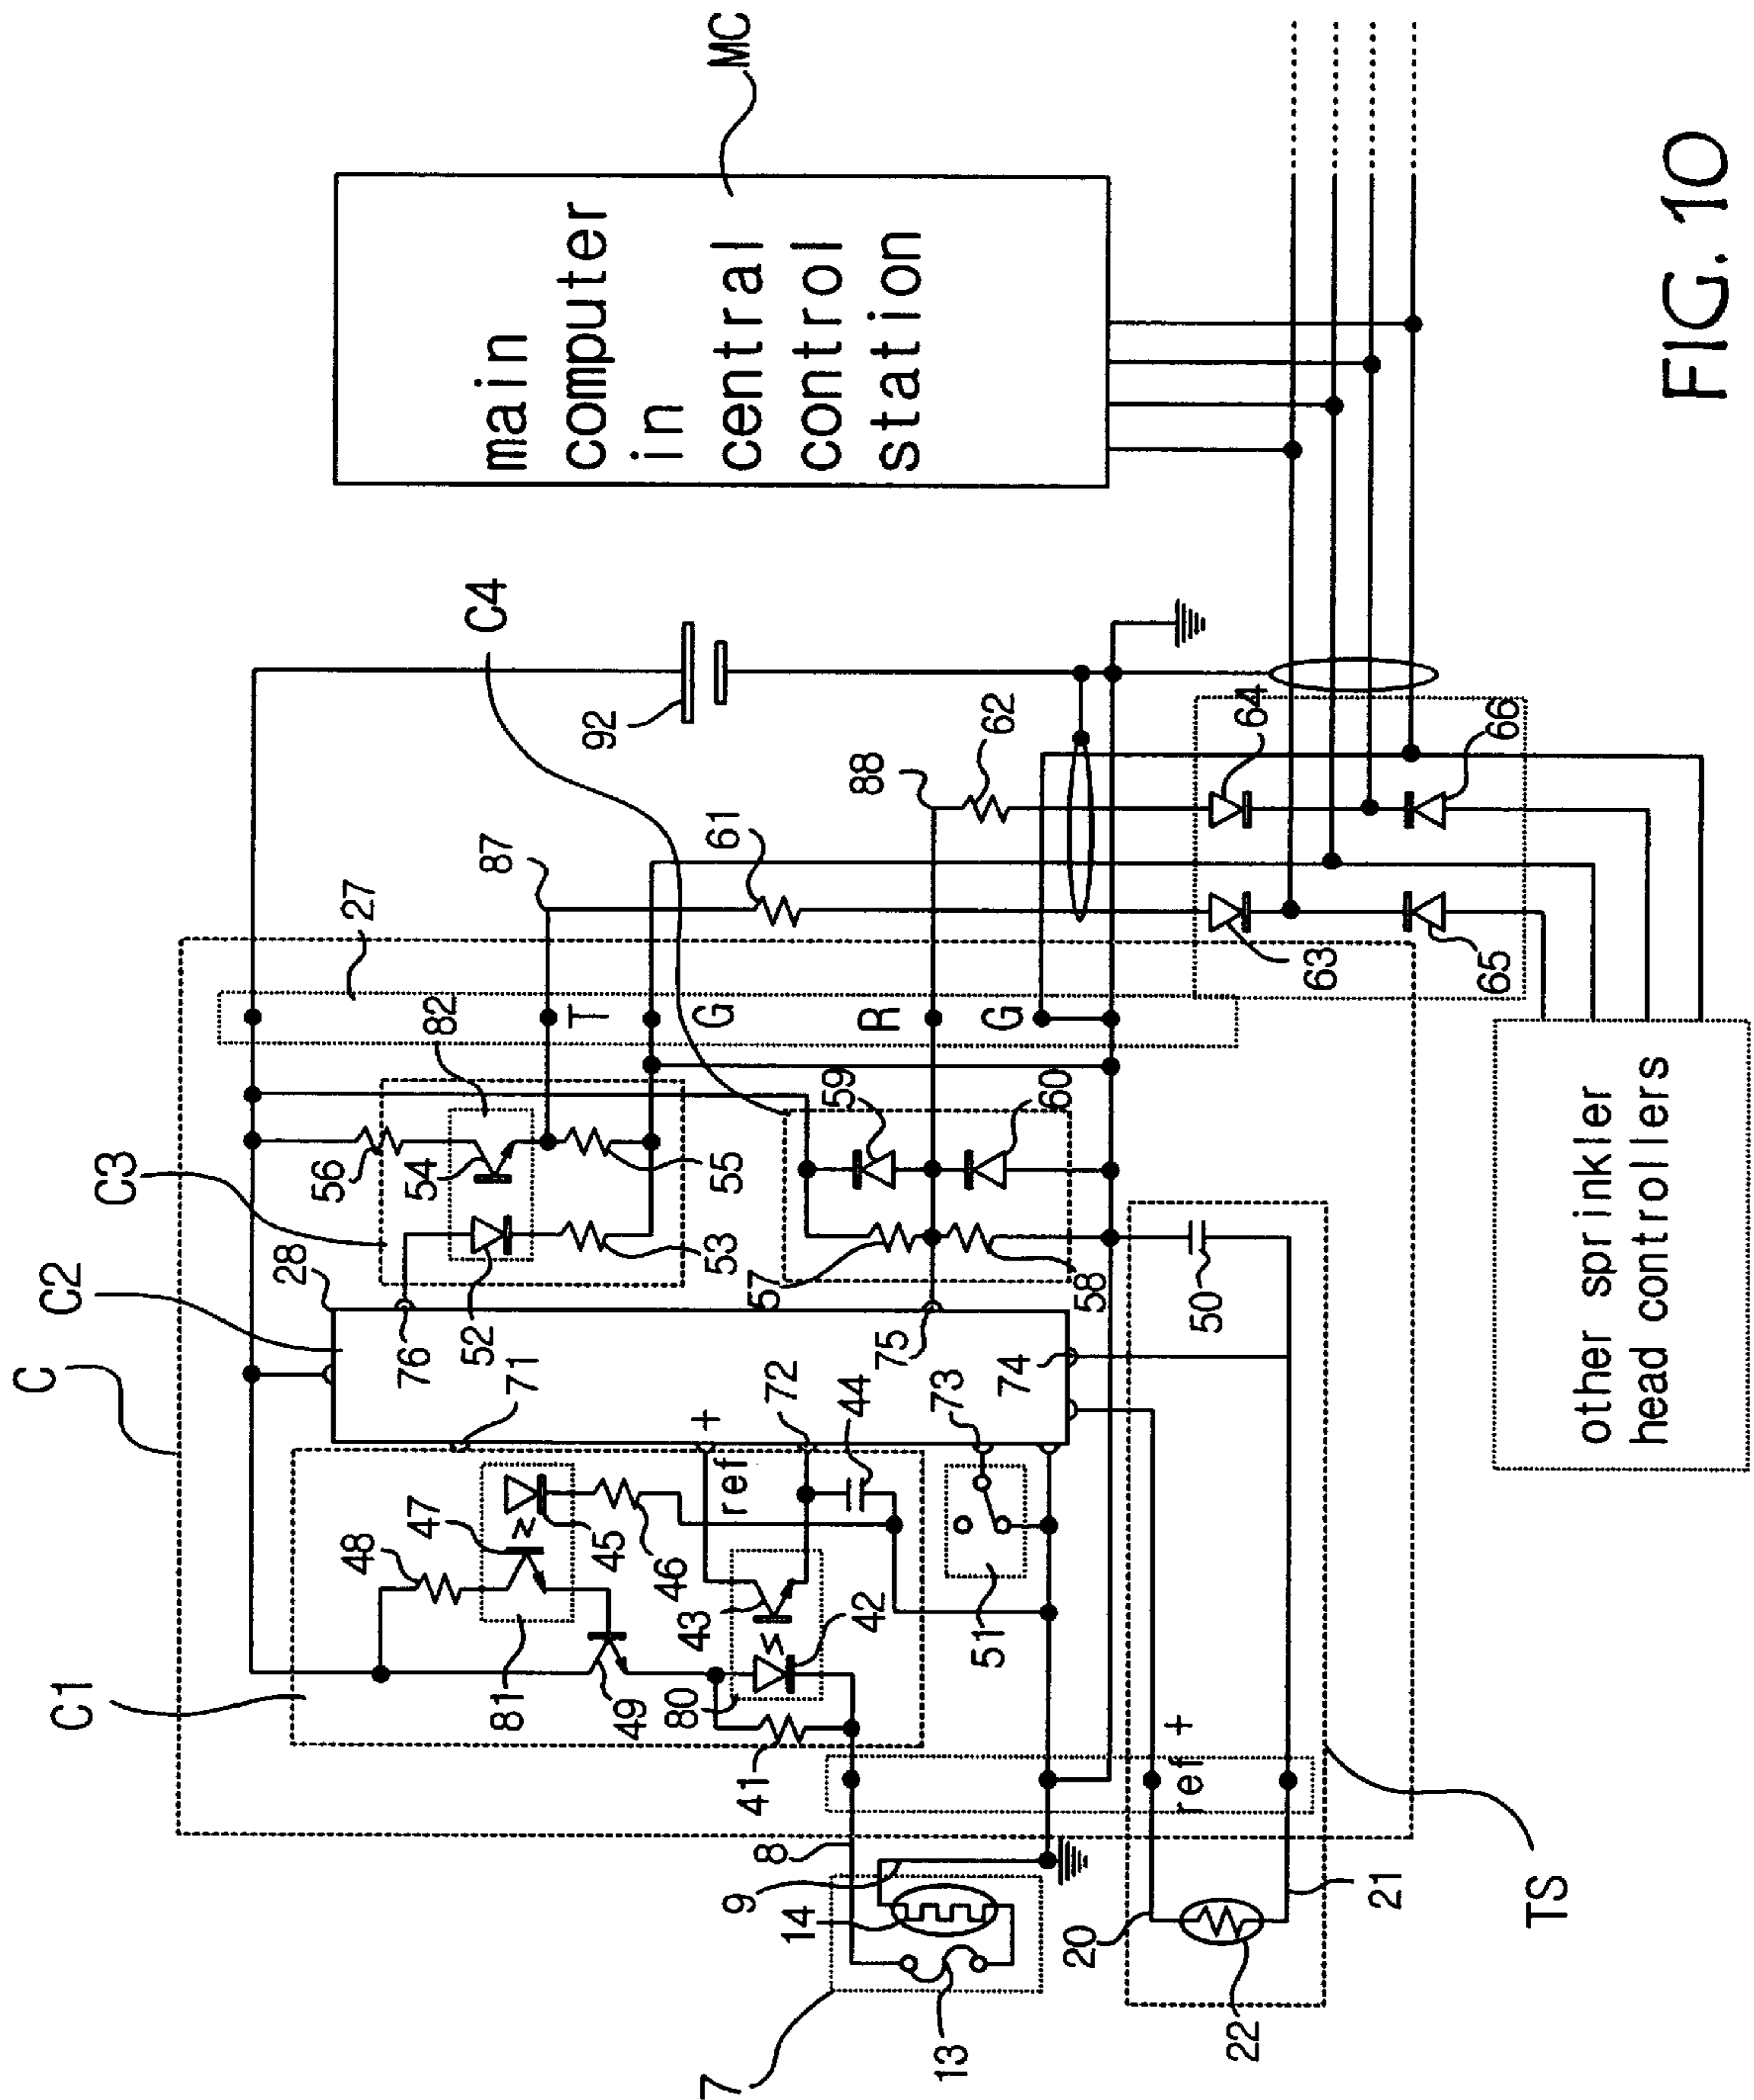 C
C1
C2
C3
C4
MC
28
27
82
87
92
61
88
62
56
54
52
53
55
76
71
48
47
45
46
81
49
ref +
72
44
43
42
80
41
T
G
R
G
59
60
57
58
75
74
73
51
50
64
66
63
65
8
9
14
7
13
20
22
21
ref +
TS
main
computer
in
central
control
station
other sprinkler
head controllers
FIG. 10